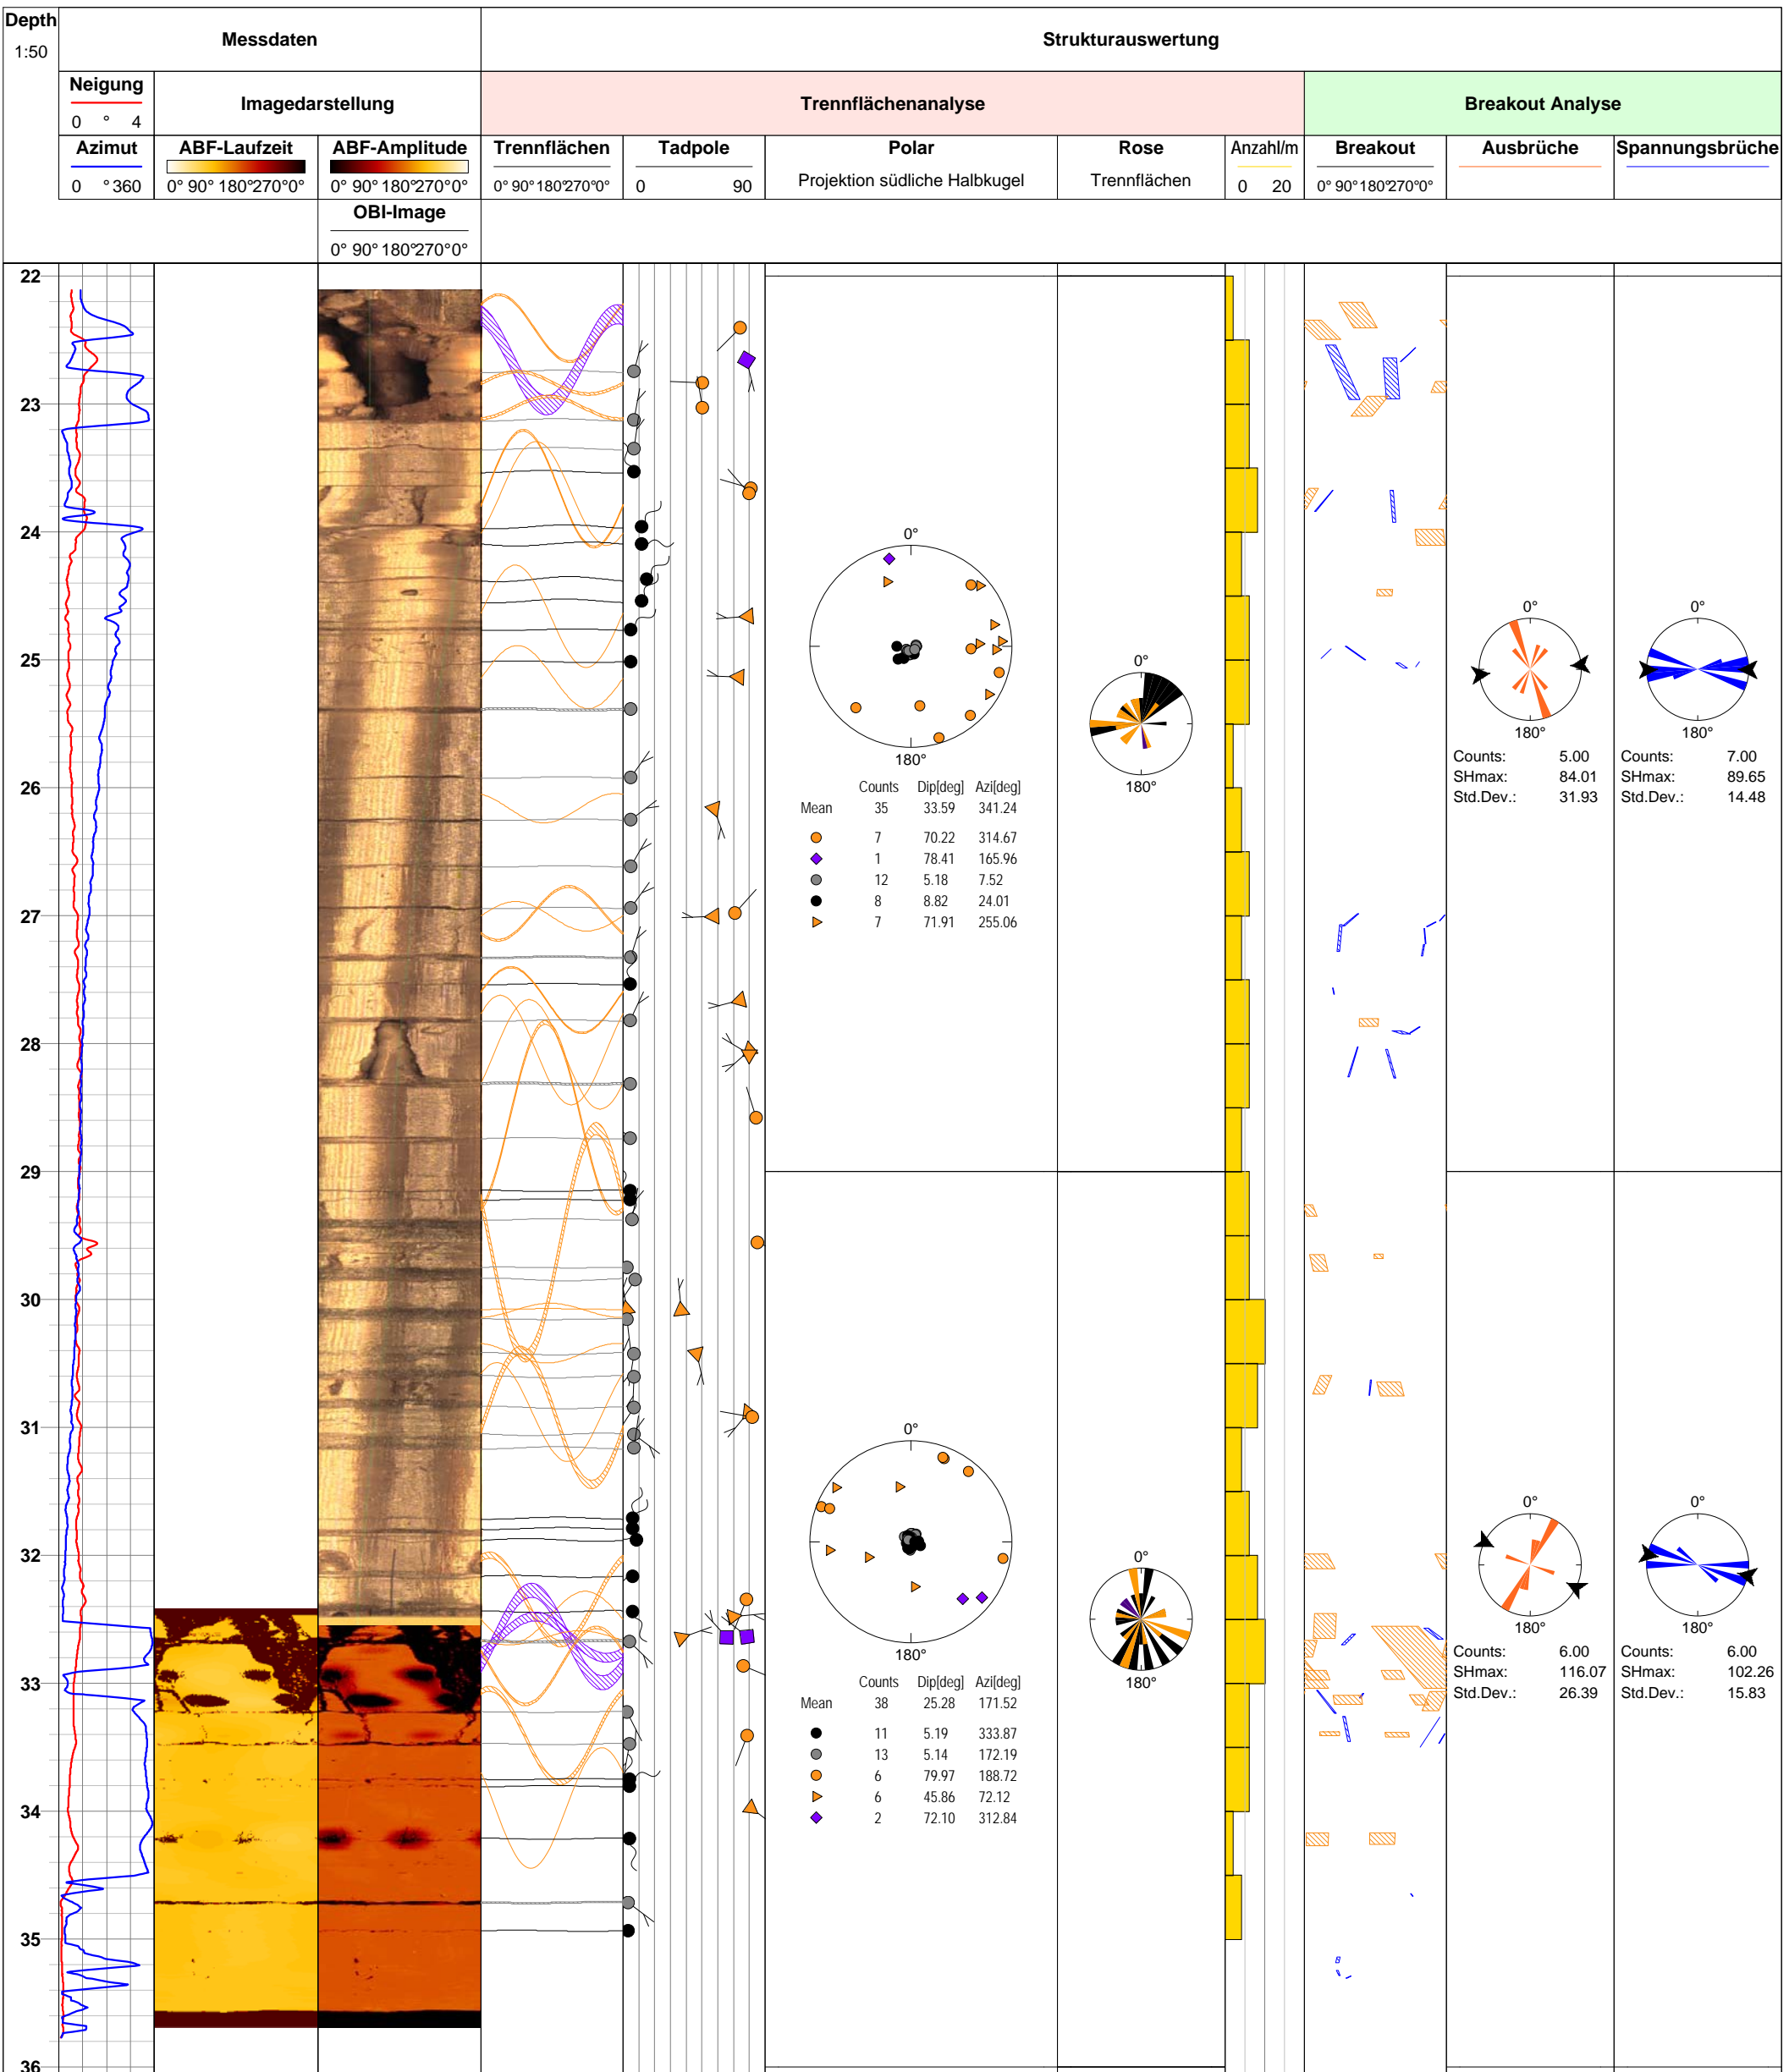 Depth
1:50
Messdaten
Strukturauswertung
Neigung
0 ° 4
Imagedarstellung
Trennflächenanalyse
Breakout Analyse
Azimut
0 ° 360
ABF-Laufzeit
0° 90° 180°270°0°
ABF-Amplitude
0° 90° 180°270°0°
Trennflächen
0° 90° 180°270°0°
Tadpole
0 90
Polar
Projektion südliche Halbkugel
Rose
Trennflächen
Anzahl/m
0 20
Breakout
0° 90°180°270°0°
Ausbrüche
Spannungsbrüche
OBI-Image
0° 90° 180°270°0°
22
23
24
25
26
27
28
29
30
31
32
33
34
35
36
0°
180°
Counts Dip[deg] Azi[deg]
Mean 35 33.59 341.24
7 70.22 314.67
1 78.41 165.96
12 5.18 7.52
8 8.82 24.01
7 71.91 255.06
0°
180°
0°
180°
Counts: 5.00
SHmax: 84.01
Std.Dev.: 31.93
0°
180°
Counts: 7.00
SHmax: 89.65
Std.Dev.: 14.48
0°
180°
Counts Dip[deg] Azi[deg]
Mean 38 25.28 171.52
11 5.19 333.87
13 5.14 172.19
6 79.97 188.72
6 45.86 72.12
2 72.10 312.84
0°
180°
0°
180°
Counts: 6.00
SHmax: 116.07
Std.Dev.: 26.39
0°
180°
Counts: 6.00
SHmax: 102.26
Std.Dev.: 15.83